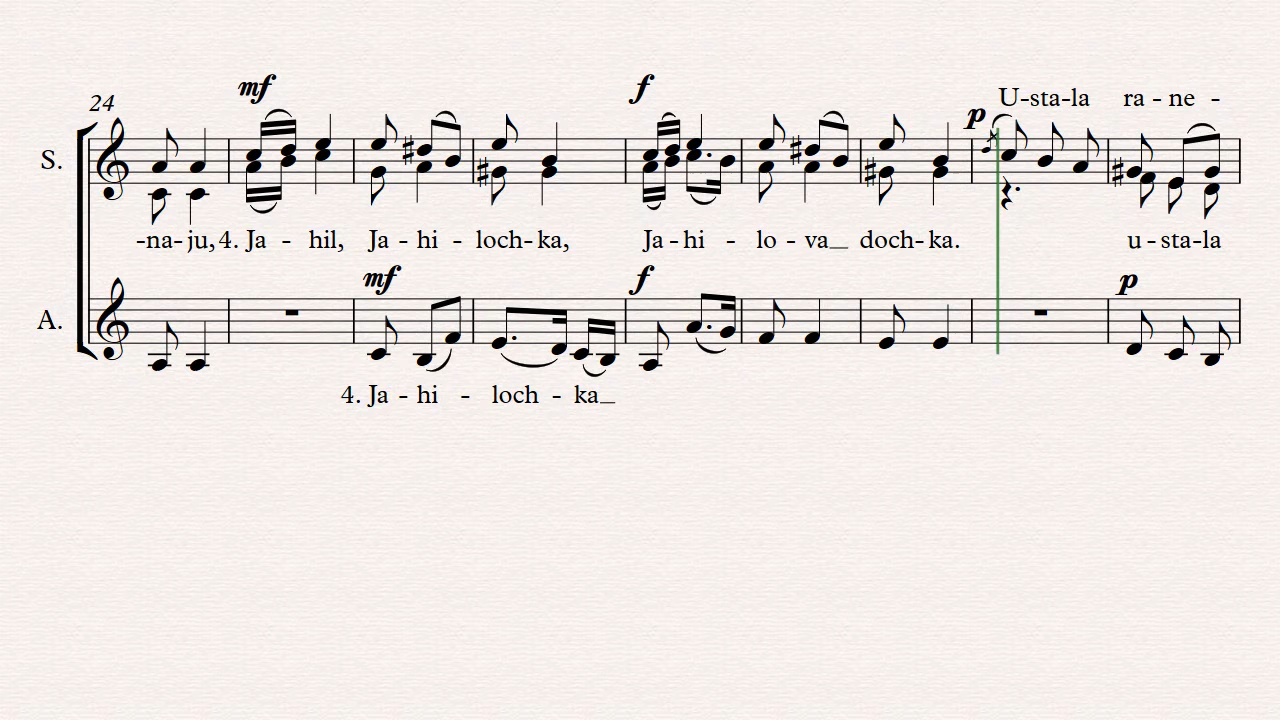 24
mf
f
p
U-sta-la ra - ne -
S.
-na- ju, 4. Ja - hil, Ja - hi - loch- ka, Ja - hi - lo - va_ doch- ka. u - sta-la
mf
f
p
A.
4. Ja - hi - loch - ka_